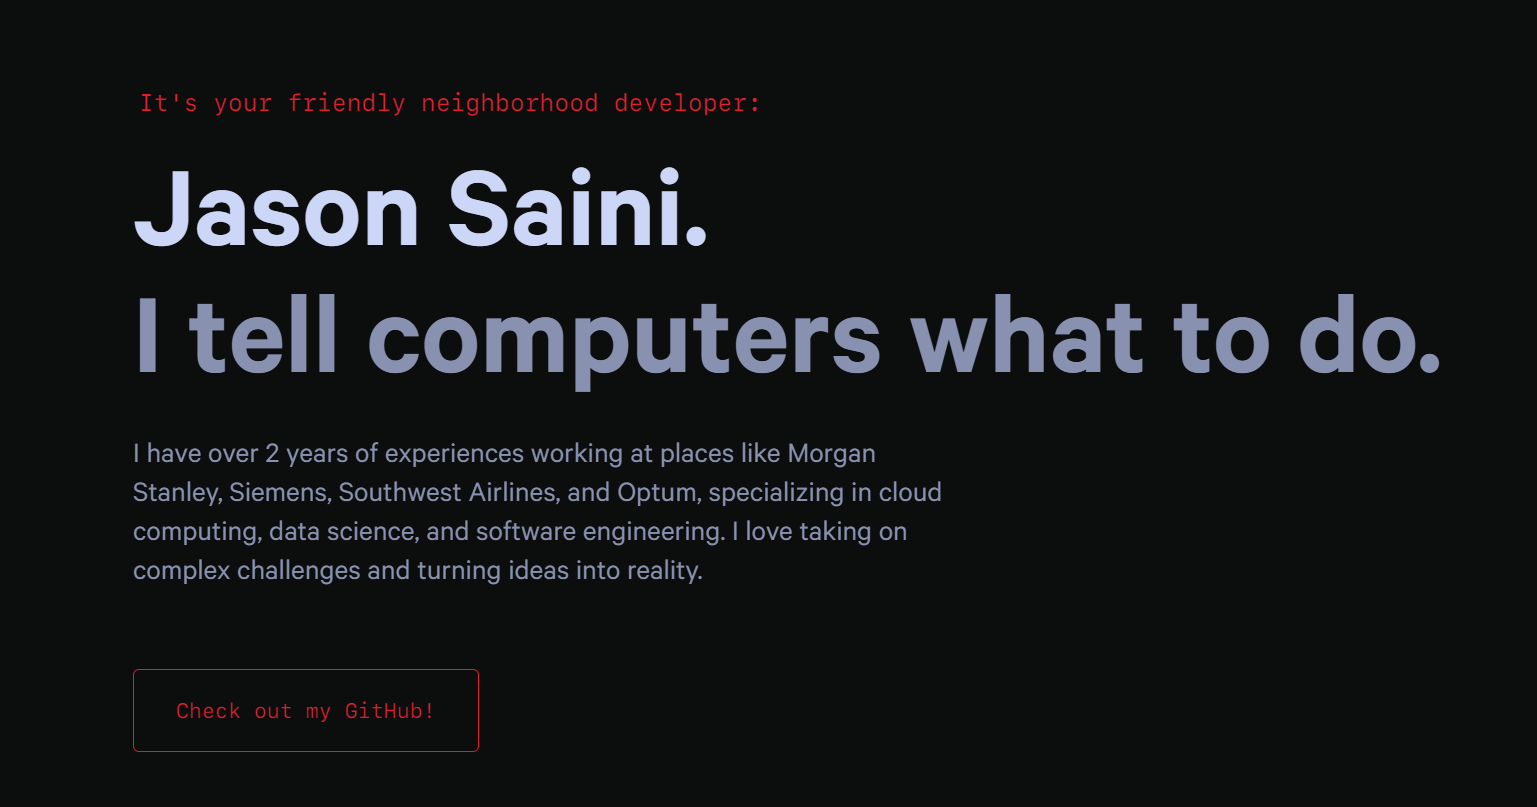 It's your friendly neighborhood developer:
Jason Saini.
I tell computers what to do.
I have over 2 years of experiences working at places like Morgan
Stanley, Siemens, Southwest Airlines, and Optum, specializing in cloud
computing, data science, and software engineering. I love taking on
complex challenges and turning ideas into reality.
Check out my GitHub!